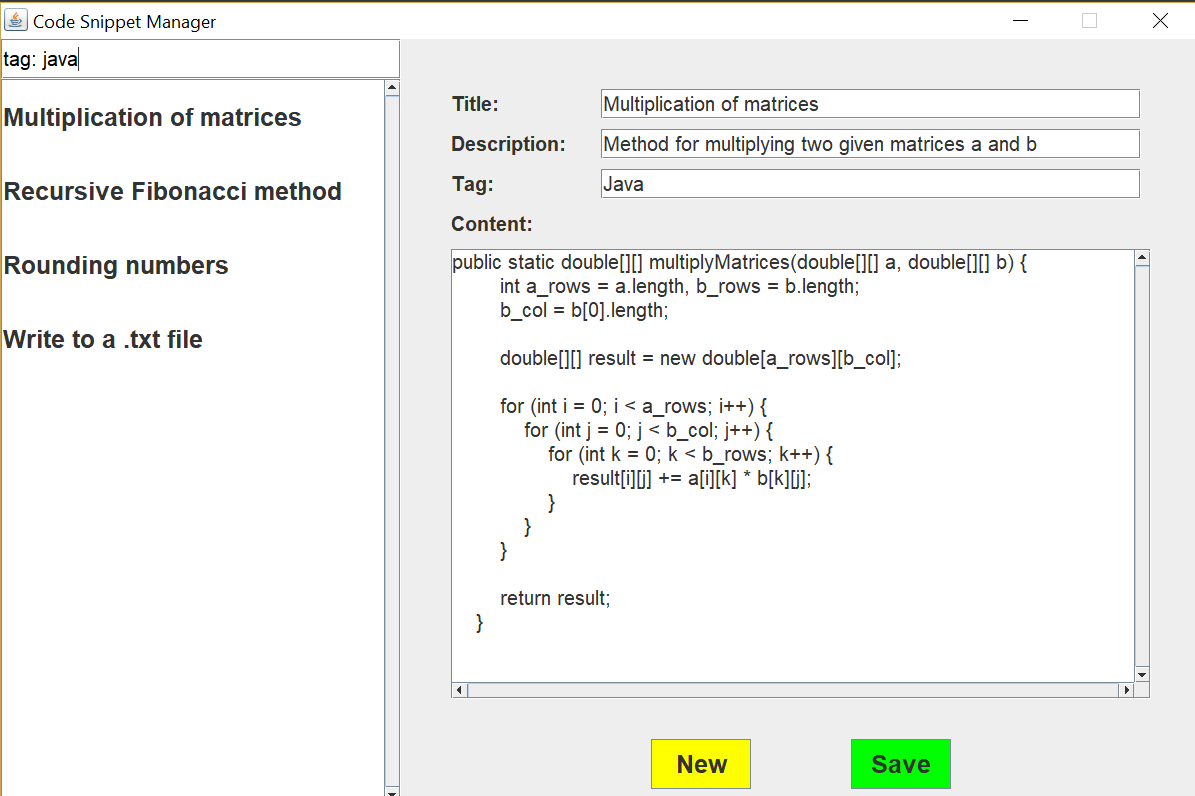 Code Snippet Manager
tag: java
Multiplication of matrices
Recursive Fibonacci method
Rounding numbers
Write to a .txt file
Title:
Multiplication of matrices
Description:
Method for multiplying two given matrices a and b
Tag:
Java
Content:
public static double[][] multiplyMatrices(double[][] a, double[][] b) {
int a_rows = a.length, b_rows = b.length;
b_col = b[0].length;
double[][] result = new double[a_rows][b_col];
for (int i = 0; i < a_rows; i++) {
for (int j = 0; j < b_col; j++) {
for (int k = 0; k < b_rows; k++) {
result[i][j] += a[i][k] * b[k][j];
}
}
}
return result;
}
New
Save